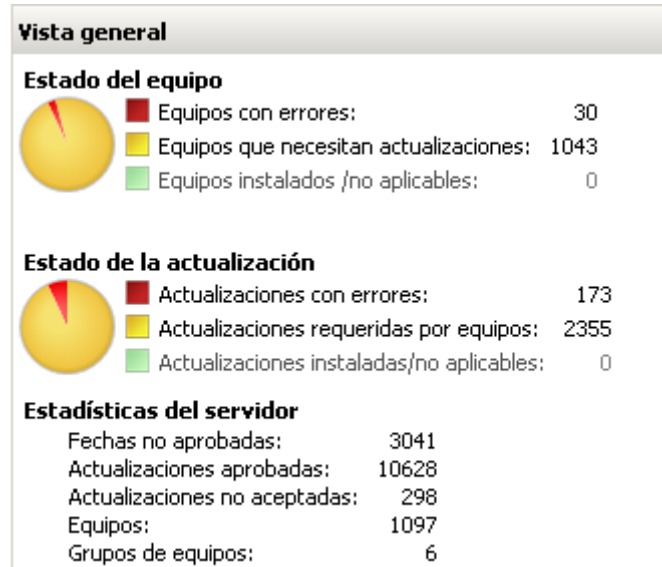 Vista general
Estado del equipo
Equipos con errores: 30
Equipos que necesitan actualizaciones: 1043
Equipos instalados /no aplicables: 0
Estado de la actualización
Actualizaciones con errores: 173
Actualizaciones requeridas por equipos: 2355
Actualizaciones instaladas/no aplicables: 0
Estadísticas del servidor
Fechas no aprobadas: 3041
Actualizaciones aprobadas: 10628
Actualizaciones no aceptadas: 298
Equipos: 1097
Grupos de equipos: 6